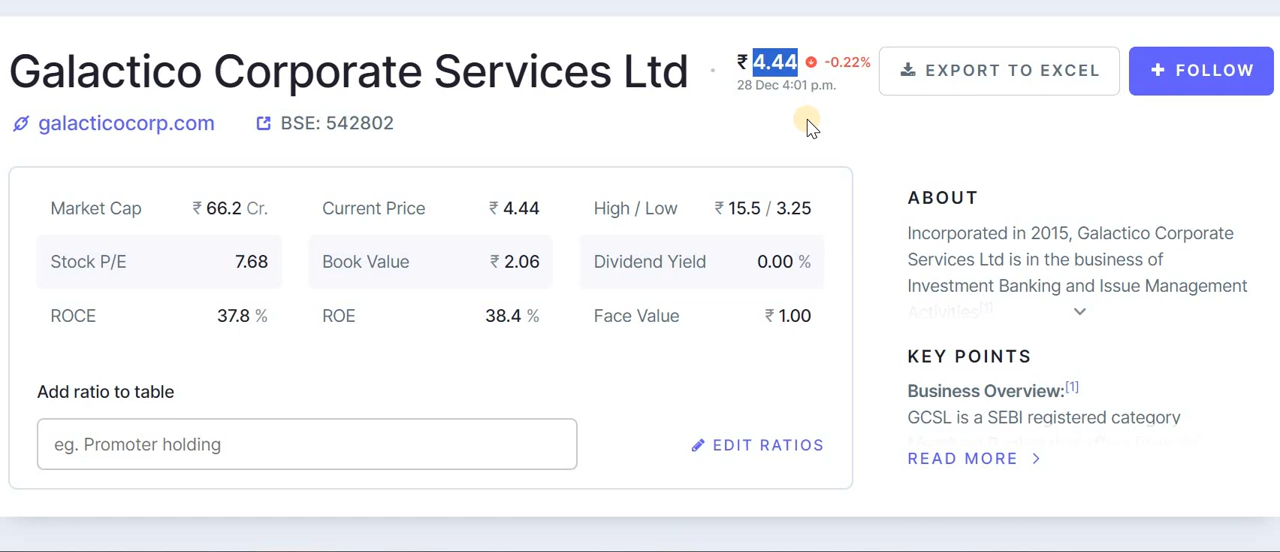 Galactico Corporate Services Ltd
₹ 4.44 -0.22%
28 Dec 4:01 p.m.
EXPORT TO EXCEL
+ FOLLOW
galacticocorp.com
BSE: 542802
Market Cap ₹ 66.2 Cr.
Current Price ₹ 4.44
High / Low ₹ 15.5 / 3.25
Stock P/E 7.68
Book Value ₹ 2.06
Dividend Yield 0.00 %
ROCE 37.8 %
ROE 38.4 %
Face Value ₹ 1.00
Add ratio to table
eg. Promoter holding
EDIT RATIOS
ABOUT
Incorporated in 2015, Galactico Corporate
Services Ltd is in the business of
Investment Banking and Issue Management
Activities[1]
KEY POINTS
Business Overview:[1]
GCSL is a SEBI registered category
READ MORE